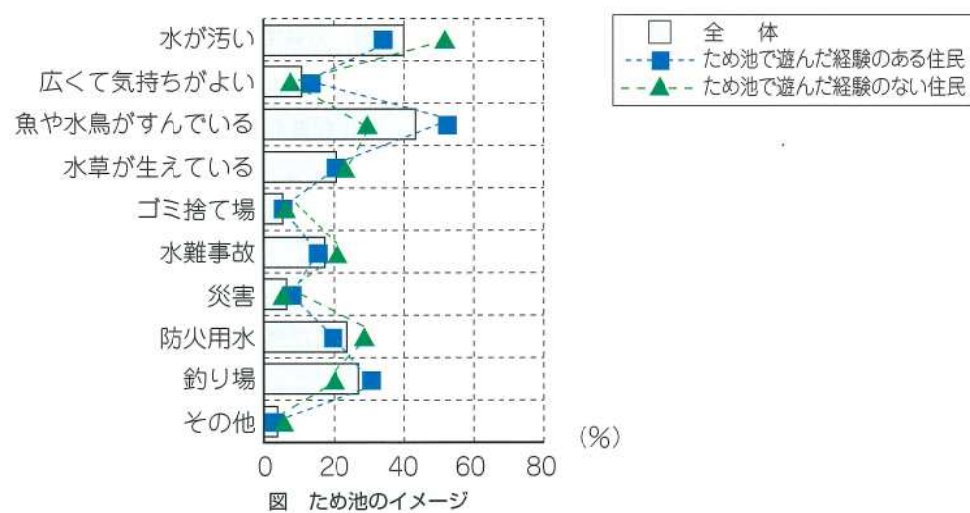 水が汚い
広くて気持ちがよい
魚や水鳥がすんでいる
水草が生えている
ゴミ捨て場
水難事故
災害
防火用水
釣り場
その他
0 20 40 60 80
(%)
図 ため池のイメージ
全 体
ため池で遊んだ経験のある住民
ため池で遊んだ経験のない住民